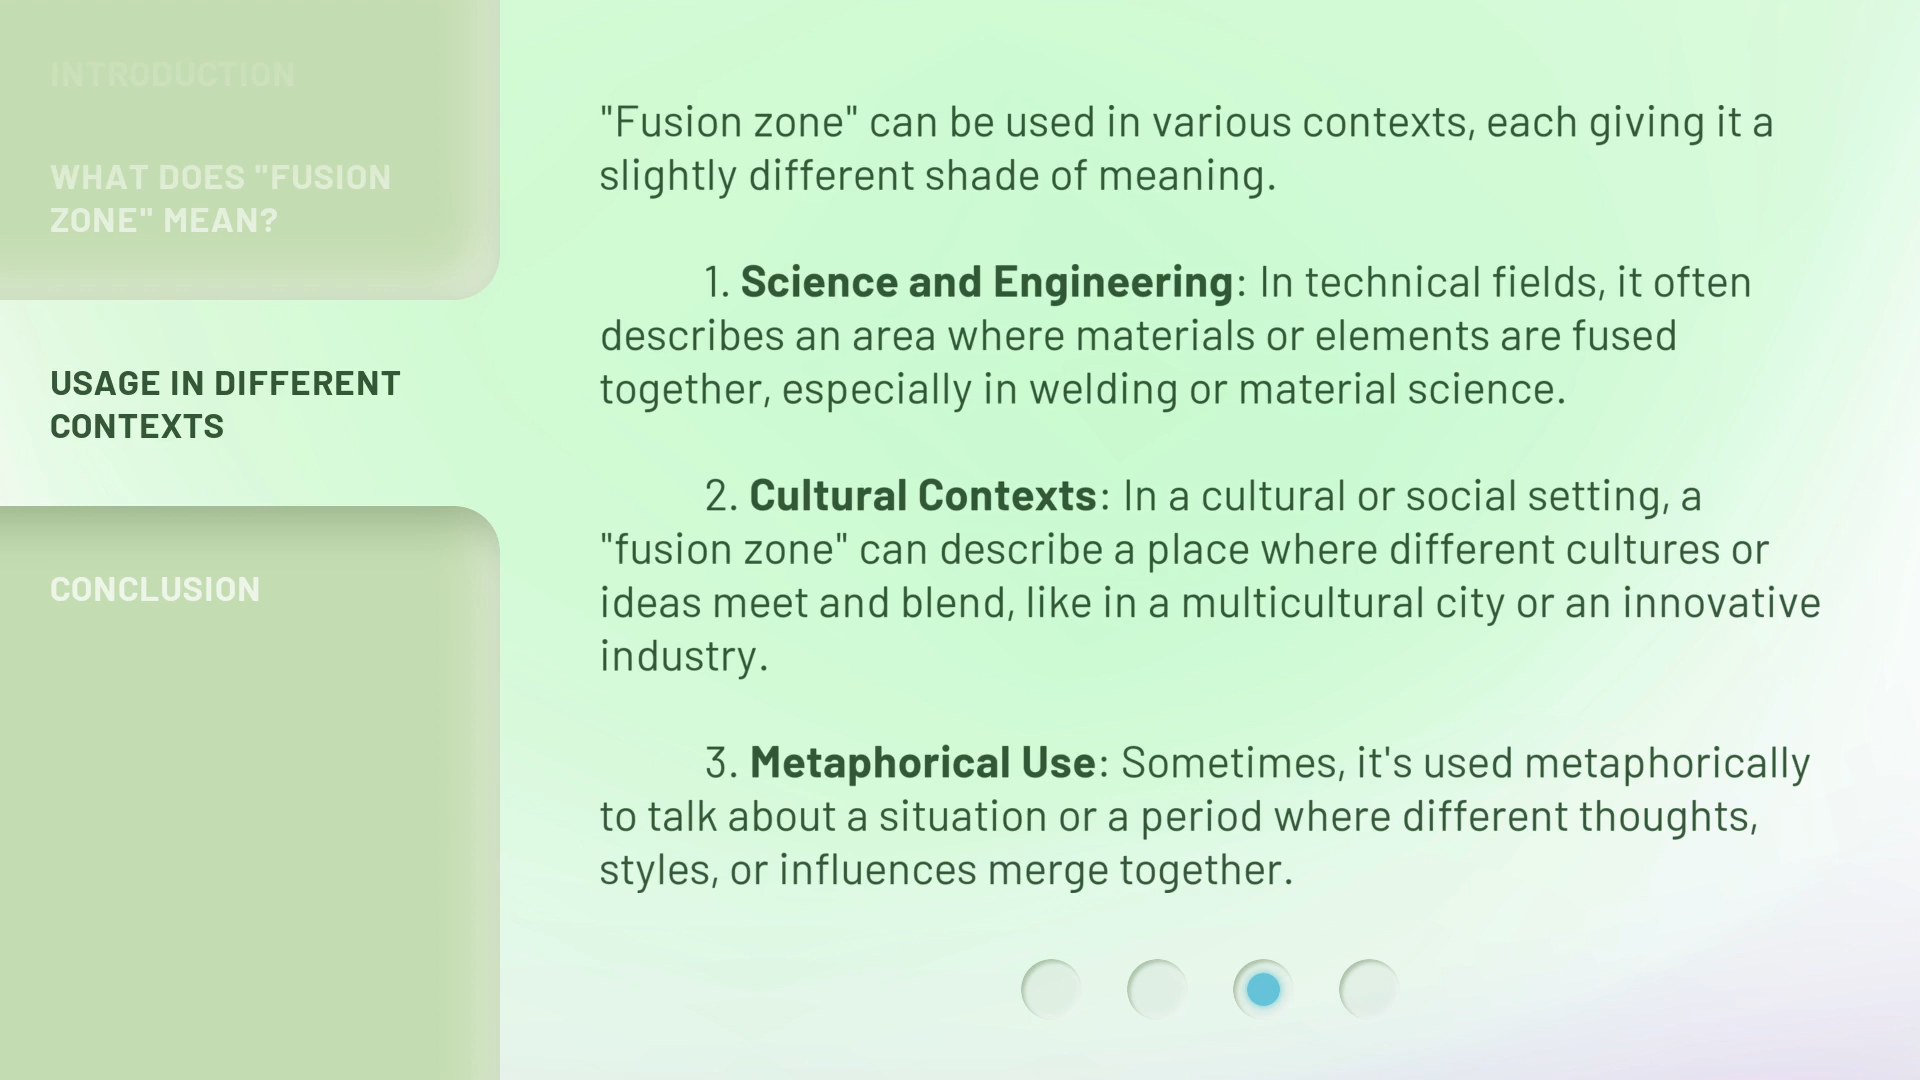 INTRODUCTION
WHAT DOES "FUSION
ZONE" MEAN?
USAGE IN DIFFERENT
CONTEXTS
CONCLUSION
"Fusion zone" can be used in various contexts, each giving it a
slightly different shade of meaning.
1. Science and Engineering: In technical fields, it often
describes an area where materials or elements are fused
together, especially in welding or material science.
2. Cultural Contexts: In a cultural or social setting, a
"fusion zone" can describe a place where different cultures or
ideas meet and blend, like in a multicultural city or an innovative
industry.
3. Metaphorical Use: Sometimes, it's used metaphorically
to talk about a situation or a period where different thoughts,
styles, or influences merge together.